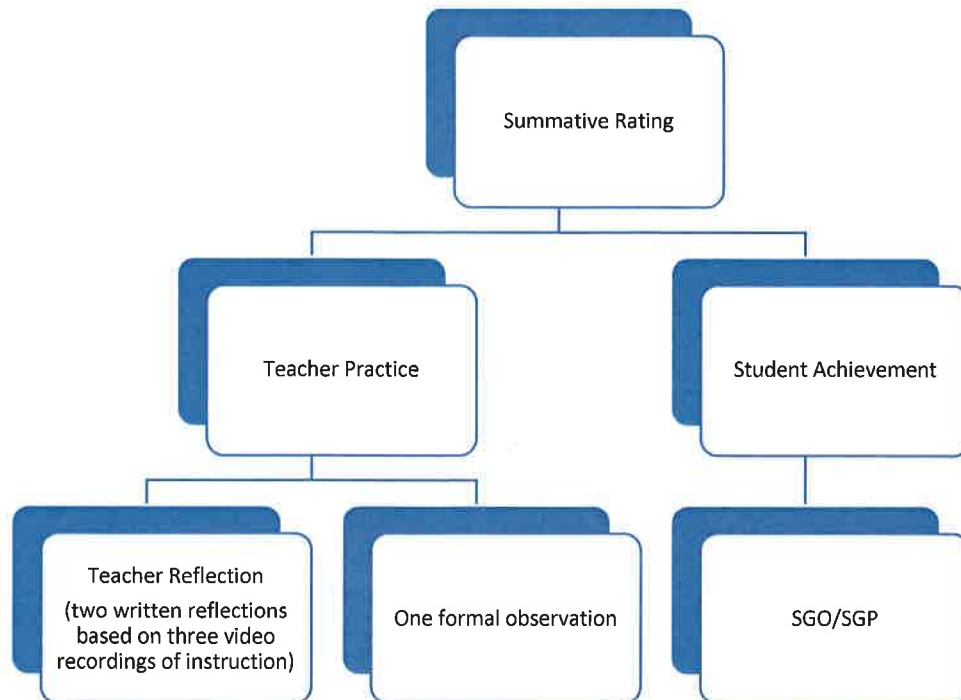 Summative Rating
Teacher Practice
Student Achievement
Teacher Reflection
(two written reflections
based on three video
recordings of instruction)
One formal observation
SGO/SGP